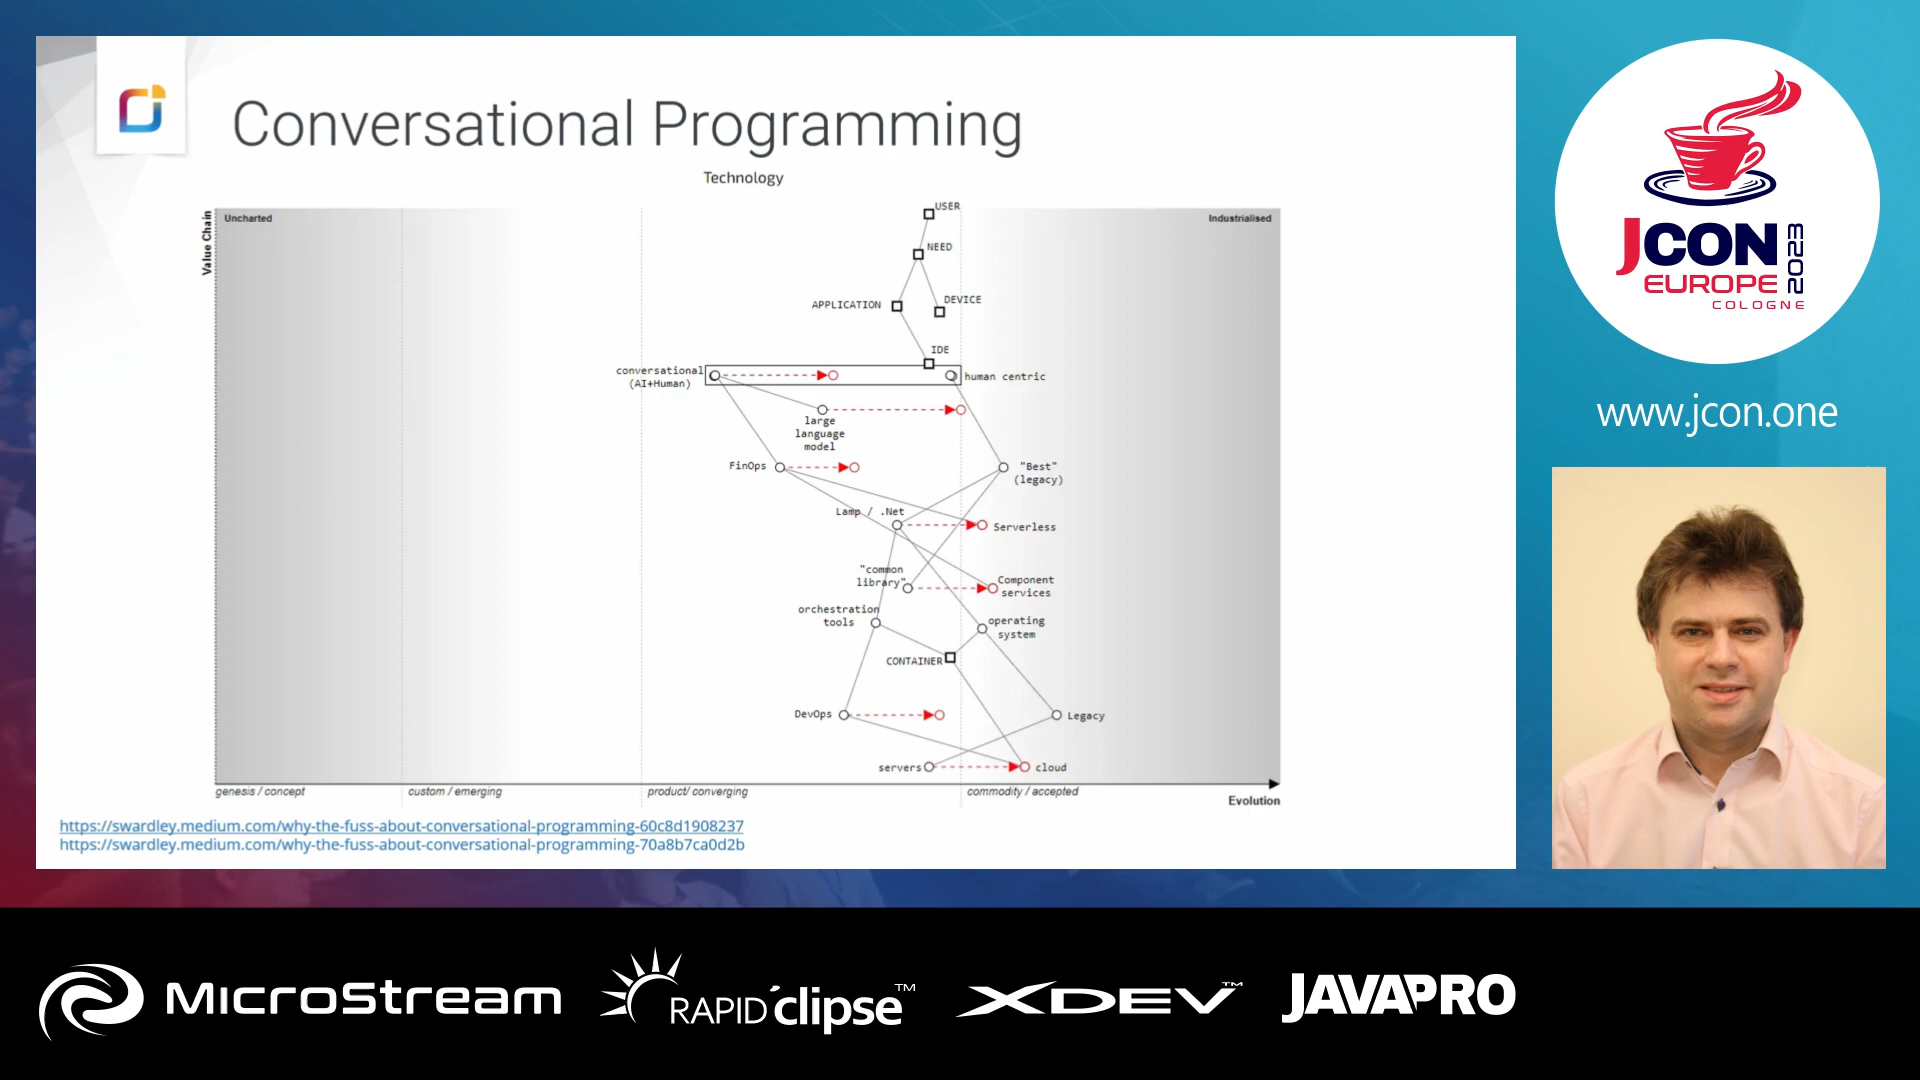 Conversational Programming
Technology
Value Chain
Uncharted
Industrialised
USER
NEED
APPLICATION
DEVICE
IDE
conversational
(AI+Human)
human centric
large
language
model
FinOps
"Best"
(legacy)
Lamp / .Net
Serverless
"common
library"
Component
services
orchestration
tools
operating
system
CONTAINER
DevOps
Legacy
servers
cloud
genesis / concept
custom / emerging
product/ converging
commodity / accepted
Evolution
https://swardley.medium.com/why-the-fuss-about-conversational-programming-60c8d1908237
https://swardley.medium.com/why-the-fuss-about-conversational-programming-70a8b7ca0d2b
JCON
EUROPE
2023
COLOGNE
www.jcon.one
MicroStream
RAPID'clipse™
XDEV™
JAVAPRO